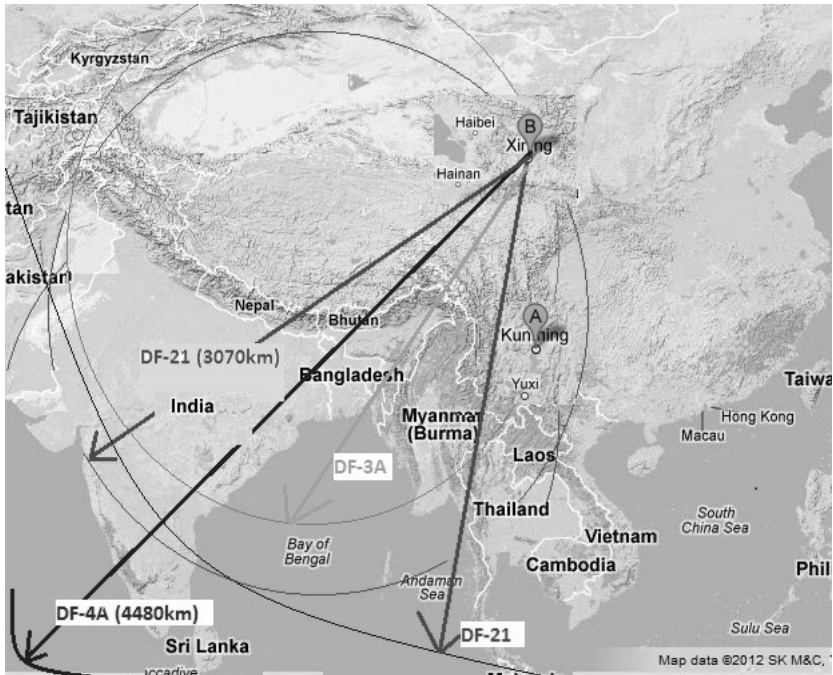 Kyrgyzstan
Tajikistan
B
Haibei
Xining
Hainan
tan
akistan
Nepal
Bhutan
A
Kunming
DF-21 (3070km)
Bangladesh
Yuxi
Taiwa
India
Myanmar
(Burma)
Hong Kong
Macau
Laos
DF-3A
Thailand
South
China Sea
Vietnam
Bay of
Bengal
Cambodia
Phili
Andaman
Sea
DF-4A (4480km)
DF-21
Sulu Sea
Sri Lanka
Map data ©2012 SK M&C,